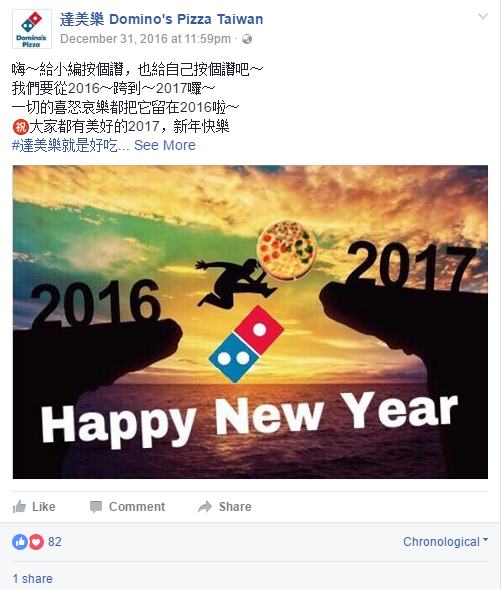 達美樂 Domino's Pizza Taiwan
Domino's
Pizza
December 31, 2016 at 11:59pm ·
嗨～給小編按個讚，也給自己按個讚吧～
我們要從2016～跨到～2017囉～
一切的喜怒哀樂都把它留在2016啦～
㊗大家都有美好的2017，新年快樂
#達美樂就是好吃... See More
2016
2017
Happy New Year
Like Comment Share
82 Chronological
1 share